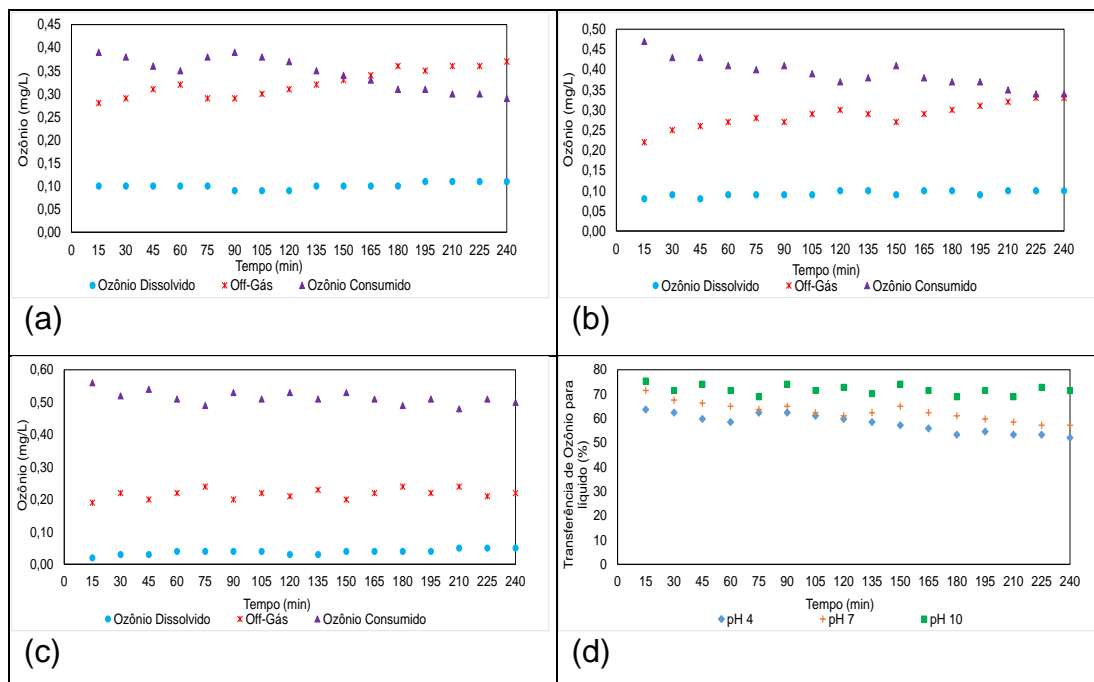 0,45
0,40
0,35
0,30
0,25
0,20
0,15
0,10
0,05
0,00
Ozônio (mg/L)
0 15 30 45 60 75 90 105 120 135 150 165 180 195 210 225 240
Tempo (min)
Ozônio Dissolvido Off-Gás Ozônio Consumido
(a)
0,50
0,45
0,40
0,35
0,30
0,25
0,20
0,15
0,10
0,05
0,00
Ozônio (mg/L)
0 15 30 45 60 75 90 105 120 135 150 165 180 195 210 225 240
Tempo (min)
Ozônio Dissolvido Off-Gás Ozônio Consumido
(b)
0,60
0,50
0,40
0,30
0,20
0,10
0,00
Ozônio (mg/L)
0 15 30 45 60 75 90 105 120 135 150 165 180 195 210 225 240
Tempo (min)
Ozônio Dissolvido Off-Gás Ozônio Consumido
(c)
80
70
60
50
40
30
20
10
0
Transferência de Ozônio para
líquido (%)
0 15 30 45 60 75 90 105 120 135 150 165 180 195 210 225 240
Tempo (min)
pH 4 pH 7 pH 10
(d)